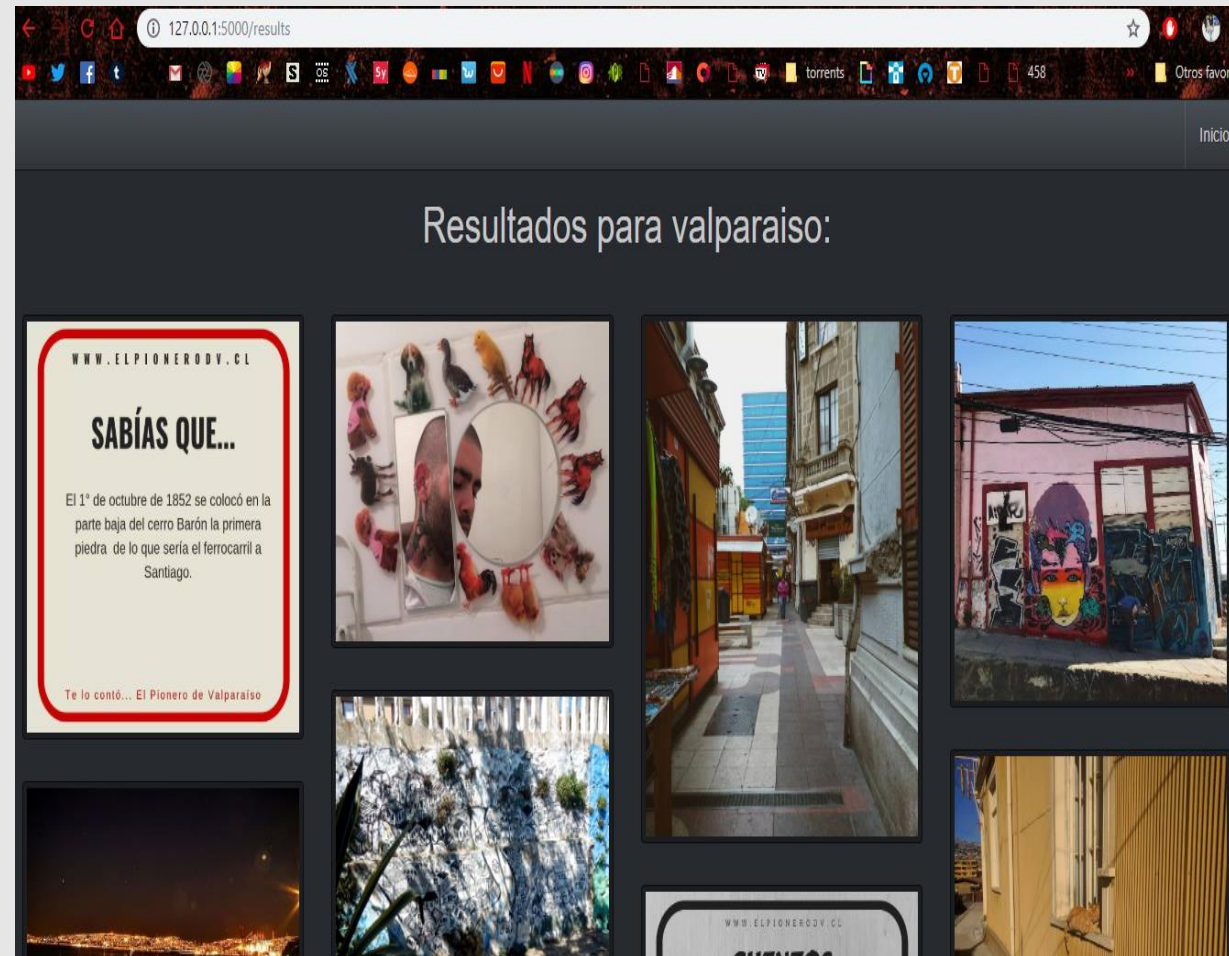 127.0.0.1:5000/results
torrents
458
»
Otros favor
Inicio
Resultados para valparaiso:
WWW.ELPIONERODV.CL
SABÍAS QUE...
El 1° de octubre de 1852 se colocó en la
parte baja del cerro Barón la primera
piedra de lo que sería el ferrocarril a
Santiago.
Te lo contó... El Pionero de Valparaíso
WWW.ELPIONERODV.CL
CUENTOS